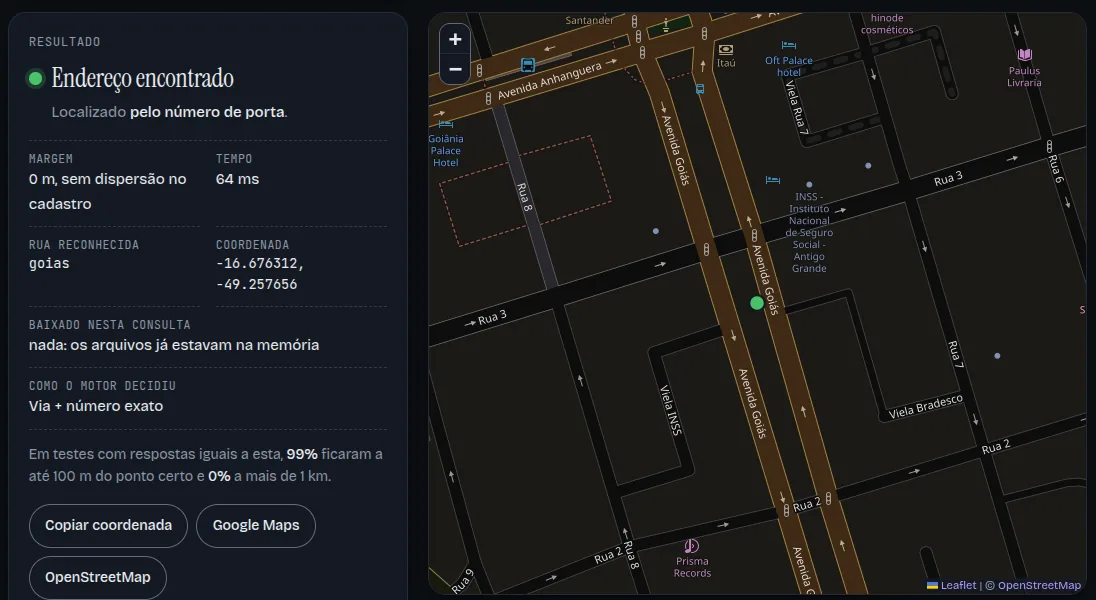 RESULTADO
Endereço encontrado
Localizado pelo número de porta.
MARGEM
0 m, sem dispersão no
cadastro
TEMPO
64 ms
RUA RECONHECIDA
goias
COORDENADA
-16.676312,
-49.257656
BAIXADO NESTA CONSULTA
nada: os arquivos já estavam na memória
COMO O MOTOR DECIDIU
Via + número exato
Em testes com respostas iguais a esta, 99% ficaram a
até 100 m do ponto certo e 0% a mais de 1 km.
Copiar coordenada
Google Maps
OpenStreetMap
+
−
Santander
hinode
cosméticos
Itaú
Oft Palace
hotel
Paulus
Livraria
Avenida Anhanguera
Viela Rua 7
Goiânia
Palace
Hotel
Avenida Goiás
Rua 8
Rua 3
Rua 6
INSS -
Instituto
Nacional
de Seguro
Social -
Antigo
Grande
Avenida Goiás
Rua 3
Rua 7
Viela INSS
Avenida Goiás
Viela Bradesco
Rua 2
Rua 2
Rua 2
Rua 8
Prisma
Records
Rua 9
Avenida G
S
Leaflet | © OpenStreetMap